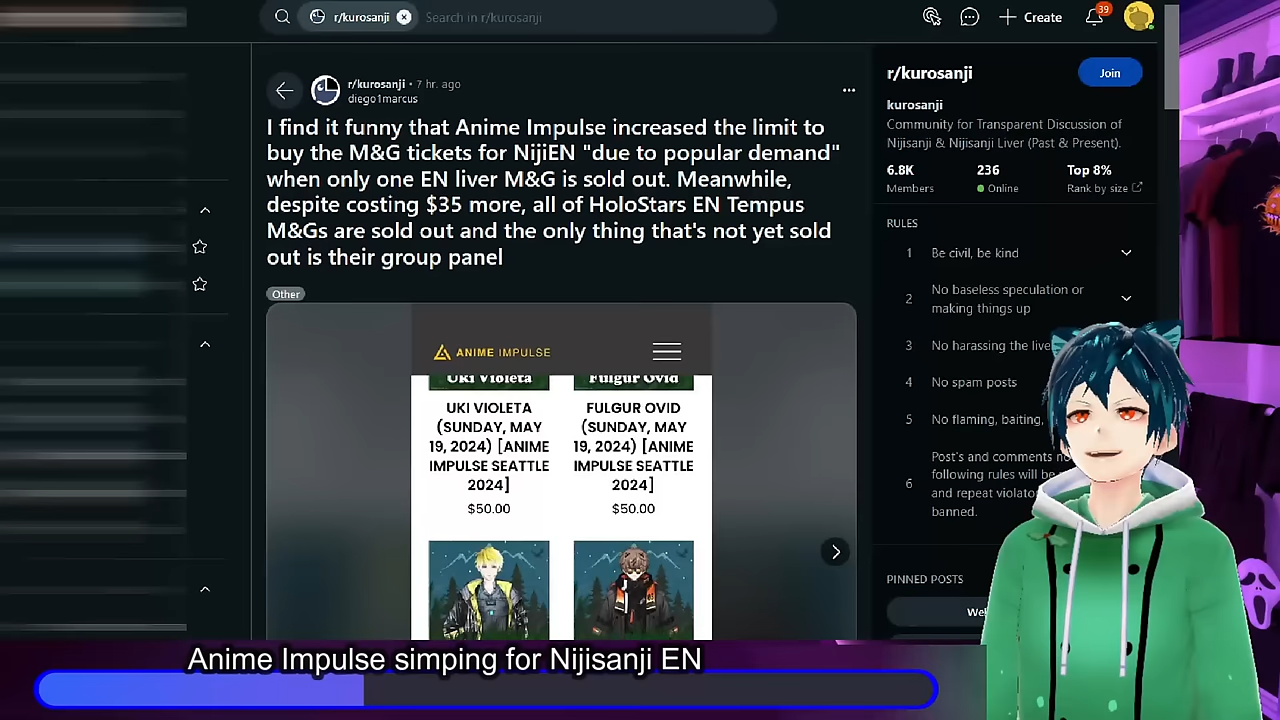 r/kurosanji
Search in r/kurosanji
Create
39
r/kurosanji • 7 hr. ago
diego1marcus
I find it funny that Anime Impulse increased the limit to
buy the M&G tickets for NijiEN "due to popular demand"
when only one EN liver M&G is sold out. Meanwhile,
despite costing $35 more, all of HoloStars EN Tempus
M&Gs are sold out and the only thing that's not yet sold
out is their group panel
Other
ANIME IMPULSE
Uki Violeta
Fulgur Ovid
UKI VIOLETA
(SUNDAY, MAY
19, 2024) [ANIME
IMPULSE SEATTLE
2024]
$50.00
FULGUR OVID
(SUNDAY, MAY
19, 2024) [ANIME
IMPULSE SEATTLE
2024]
$50.00
r/kurosanji
Join
kurosanji
Community for Transparent Discussion of
Nijisanji & Nijisanji Liver (Past & Present).
6.8K
Members
236
Online
Top 8%
Rank by size
RULES
1 Be civil, be kind
2 No baseless speculation or
making things up
3 No harassing the live
4 No spam posts
5 No flaming, baiting,
6 Post's and comments no
following rules will be
and repeat violato
banned.
PINNED POSTS
Wel
Anime Impulse simping for Nijisanji EN